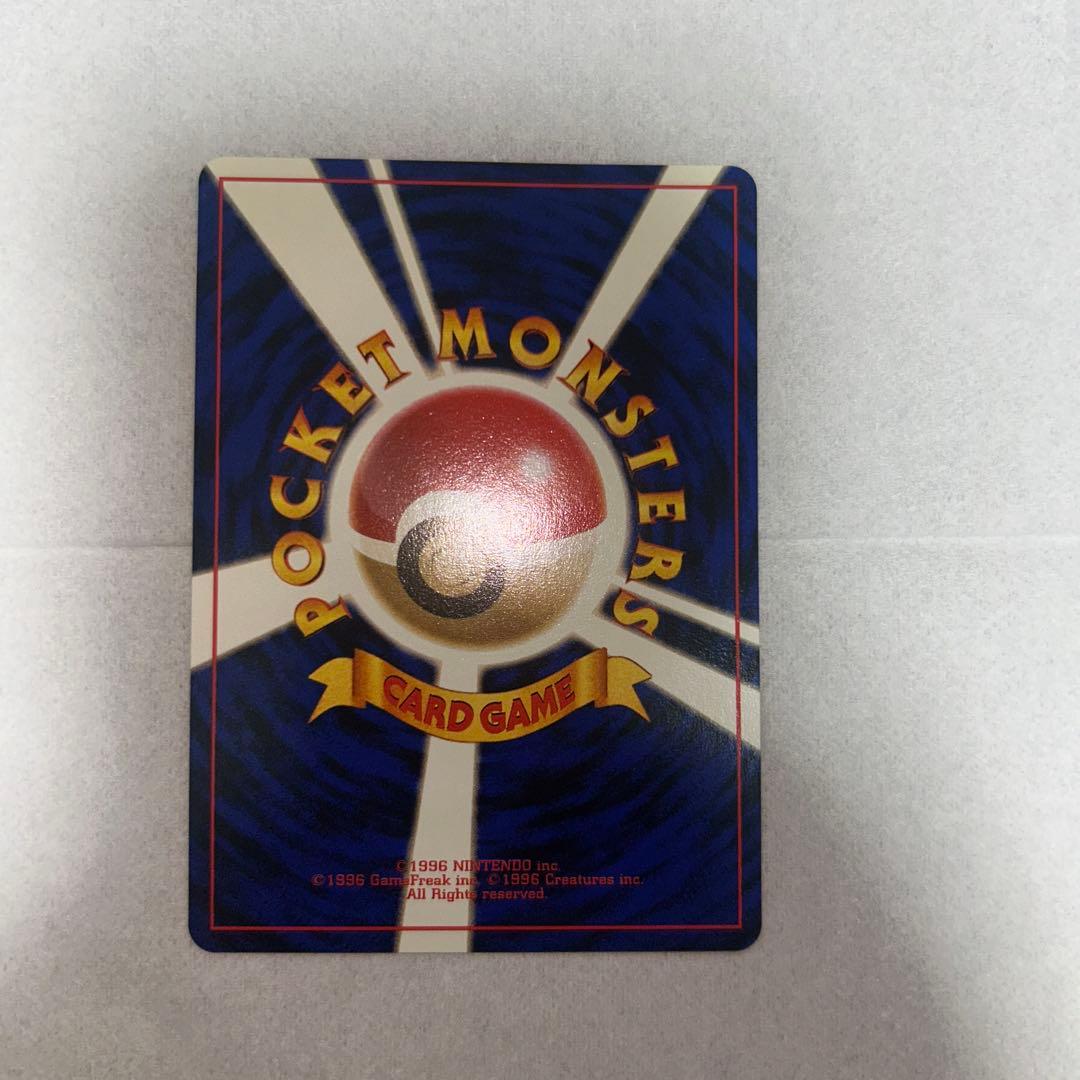 POCKET MONSTERS
CARD GAME
©1996 NINTENDO inc.
©1996 GameFreak inc. ©1996 Creatures inc.
All Rights reserved.